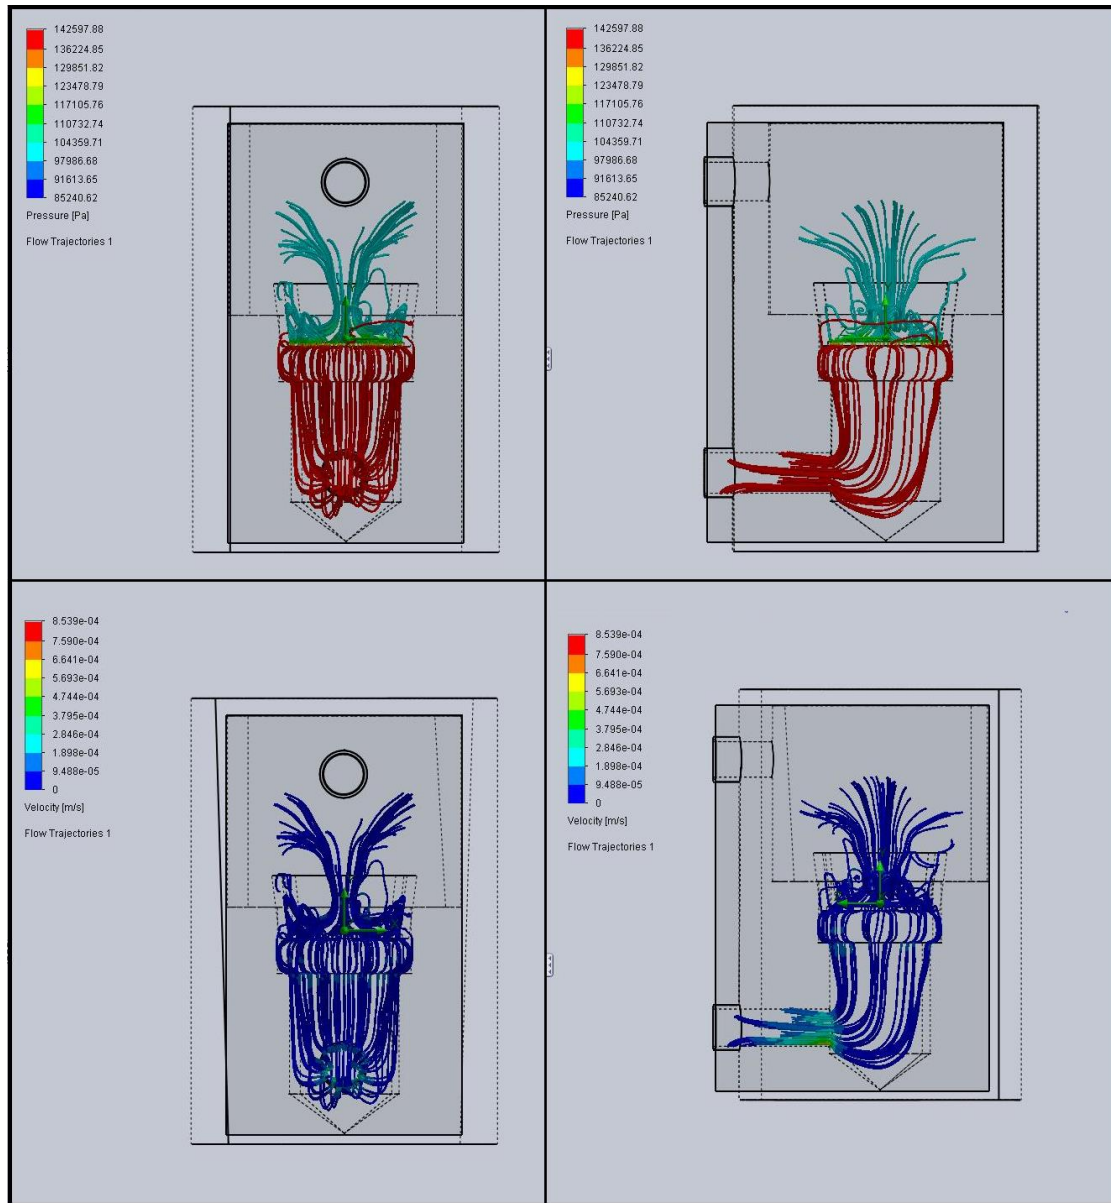 142597.88
136224.85
129851.82
123478.79
117105.76
110732.74
104359.71
97986.68
91613.65
85240.62
Pressure [Pa]
Flow Trajectories 1
142597.88
136224.85
129851.82
123478.79
117105.76
110732.74
104359.71
97986.68
91613.65
85240.62
Pressure [Pa]
Flow Trajectories 1
8.539e-04
7.590e-04
6.641e-04
5.693e-04
4.744e-04
3.795e-04
2.846e-04
1.898e-04
9.488e-05
0
Velocity [m/s]
Flow Trajectories 1
8.539e-04
7.590e-04
6.641e-04
5.693e-04
4.744e-04
3.795e-04
2.846e-04
1.898e-04
9.488e-05
0
Velocity [m/s]
Flow Trajectories 1